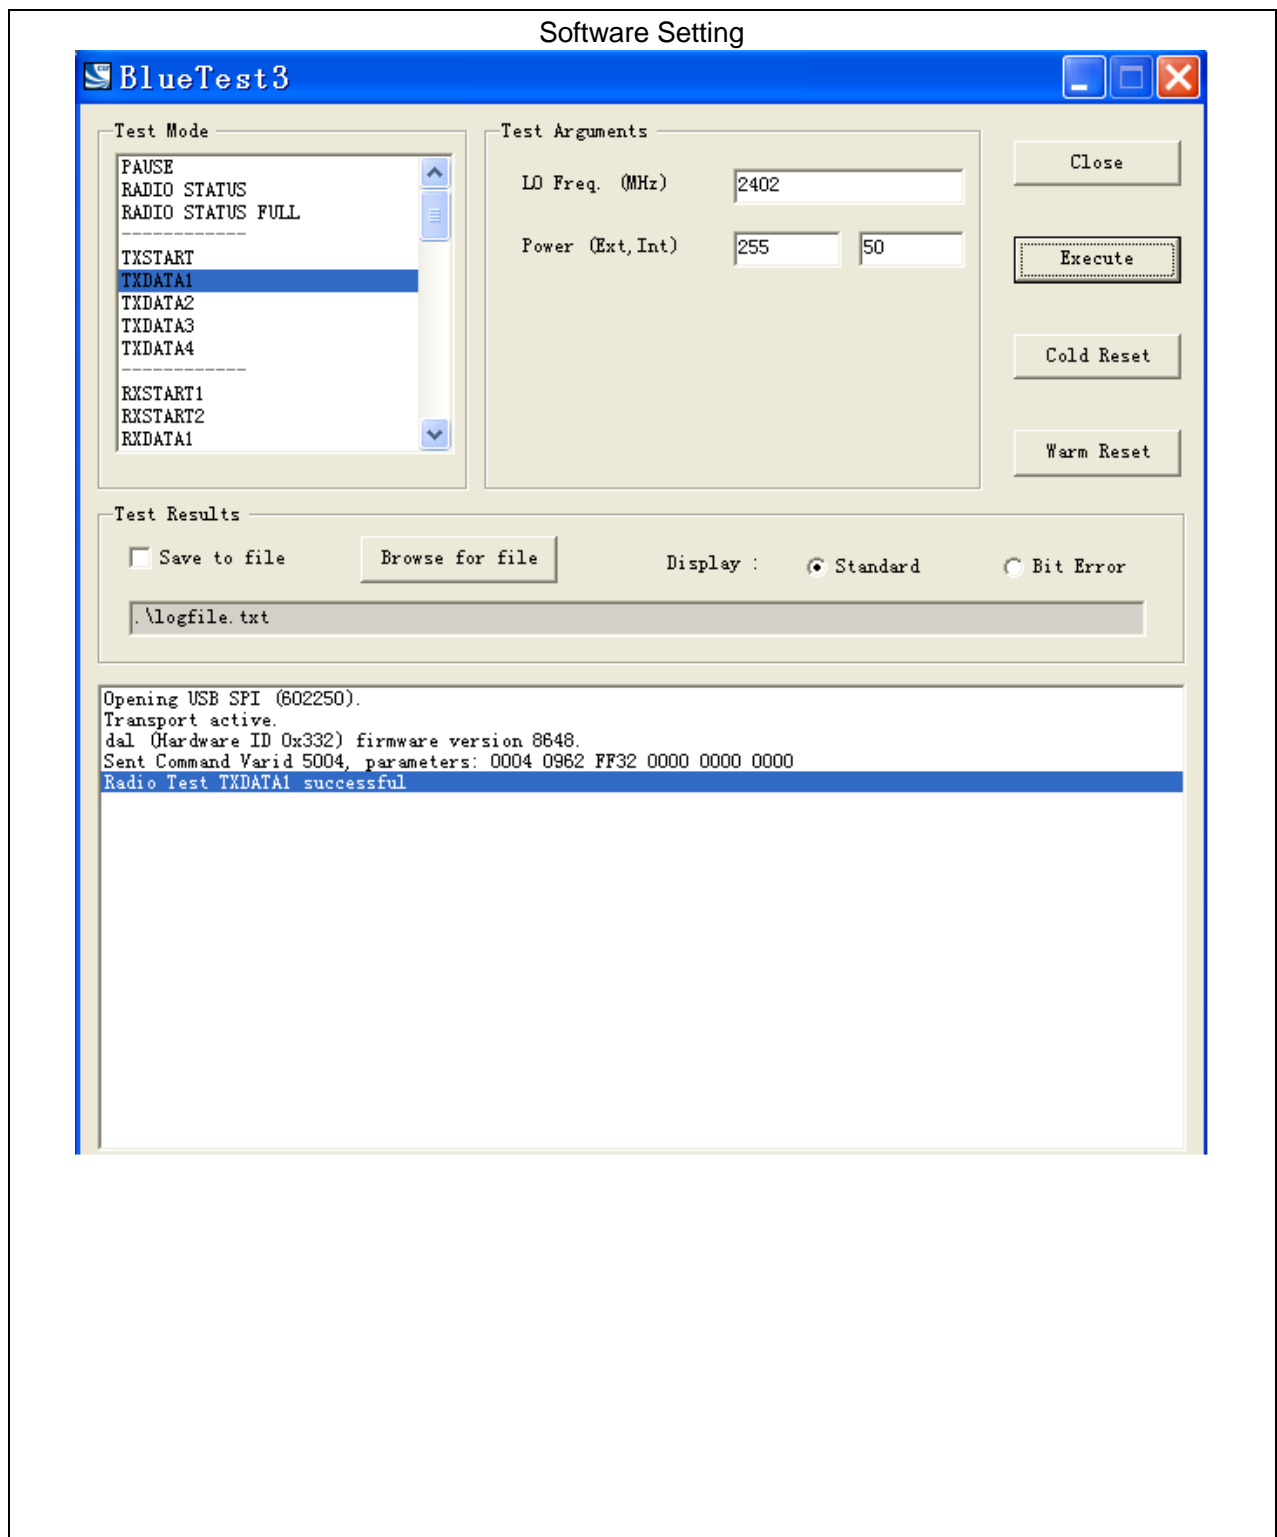 Software Setting
BlueTest3
Test Mode
PAUSE
RADIO STATUS
RADIO STATUS FULL
------------
TXSTART
TXDATA1
TXDATA2
TXDATA3
TXDATA4
------------
RXSTART1
RXSTART2
RXDATA1
Test Arguments
LO Freq. (MHz) 2402
Power (Ext,Int) 255 50
Close
Execute
Cold Reset
Warm Reset
Test Results
Save to file Browse for file Display : Standard Bit Error
.\logfile.txt
Opening USB SPI (602250).
Transport active.
dal (Hardware ID 0x332) firmware version 8648.
Sent Command Varid 5004, parameters: 0004 0962 FF32 0000 0000 0000
Radio Test TXDATA1 successful